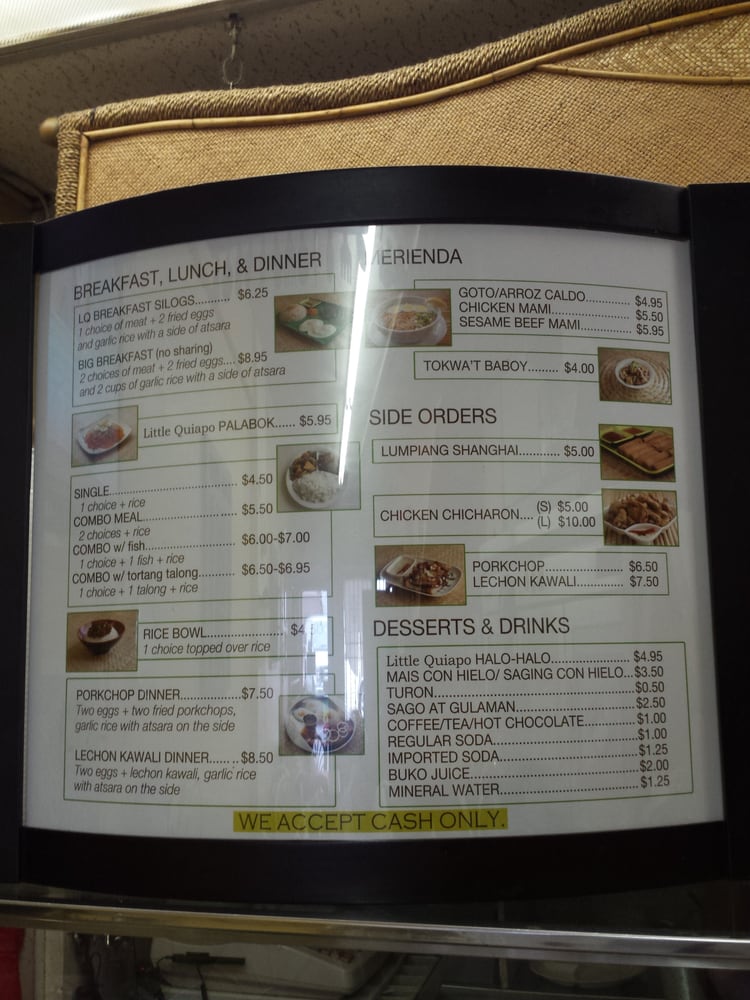 BREAKFAST, LUNCH, & DINNER
LQ BREAKFAST SILOGS........... $6.25
1 choice of meat + 2 fried eggs
and garlic rice with a side of atsara
BIG BREAKFAST (no sharing)
2 choices of meat + 2 fried eggs.... $8.95
and 2 cups of garlic rice with a side of atsara
Little Quiapo PALABOK...... $5.95
SINGLE................................ $4.50
1 choice + rice
COMBO MEAL........................ $5.50
2 choices + rice
COMBO w/ fish....................... $6.00-$7.00
1 choice + 1 fish + rice
COMBO w/ tortang talong.......... $6.50-$6.95
1 choice + 1 talong + rice
RICE BOWL........................ $4
1 choice topped over rice
PORKCHOP DINNER..................$7.50
Two eggs + two fried porkchops,
garlic rice with atsara on the side
LECHON KAWALI DINNER...... ..$8.50
Two eggs + lechon kawali, garlic rice
with atsara on the side
MERIENDA
GOTO/ARROZ CALDO.............. $4.95
CHICKEN MAMI........................ $5.50
SESAME BEEF MAMI................ $5.95
TOKWA'T BABOY......... $4.00
SIDE ORDERS
LUMPIANG SHANGHAI............ $5.00
CHICKEN CHICHARON.... (S) $5.00
(L) $10.00
PORKCHOP........................... $6.50
LECHON KAWALI.................. $7.50
DESSERTS & DRINKS
Little Quiapo HALO-HALO......................... $4.95
MAIS CON HIELO/ SAGING CON HIELO...$3.50
TURON.................................................. $0.50
SAGO AT GULAMAN............................... $2.50
COFFEE/TEA/HOT CHOCOLATE............... $1.00
REGULAR SODA..................................... $1.00
IMPORTED SODA.................................... $1.25
BUKO JUICE.......................................... $2.00
MINERAL WATER................................... $1.25
WE ACCEPT CASH ONLY.